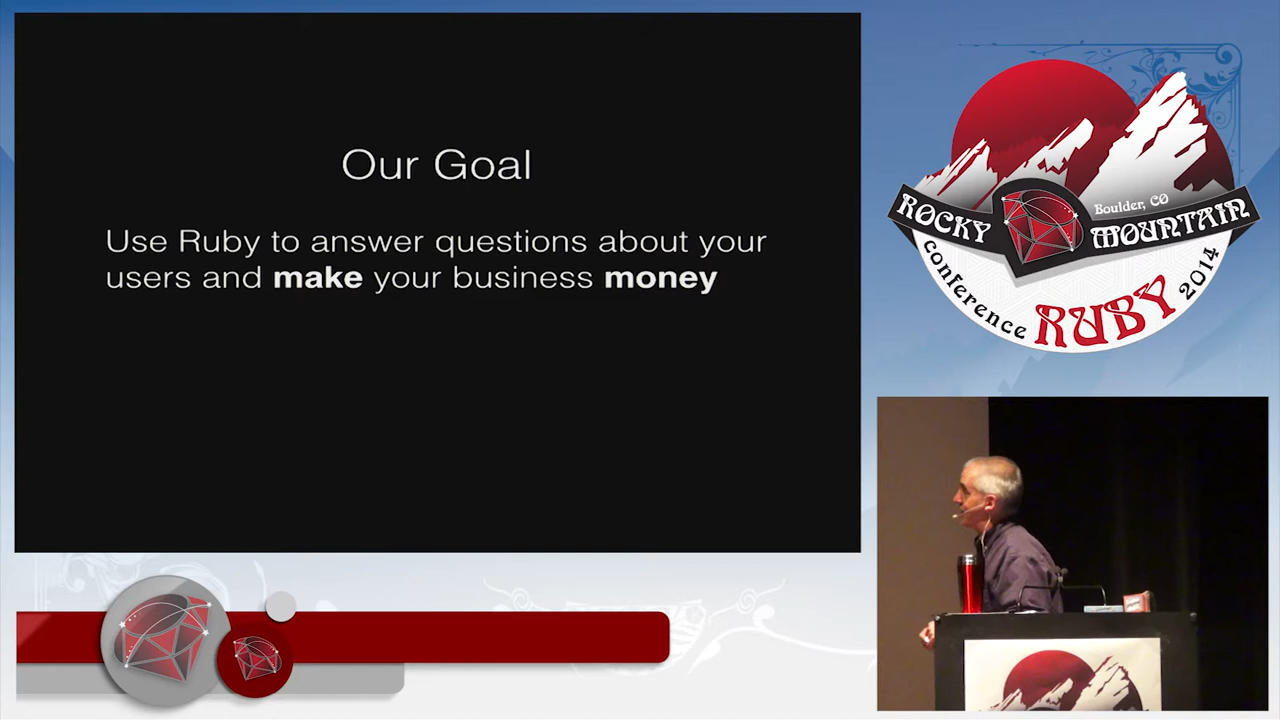 Our Goal
Use Ruby to answer questions about your
users and make your business money
Boulder, CO
ROCKY MOUNTAIN
RUBY
Conference 2014